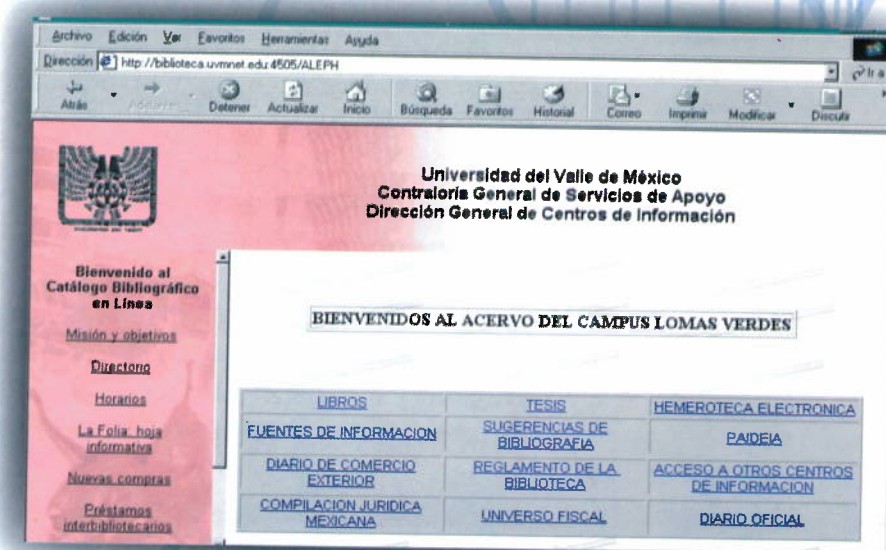 Archivo Edición Ver Favoritos Herramientas Ayuda
Dirección http://biblioteca.uvmnet.edu:4505/ALEPH
Ir a
Atrás Adelante Detener Actualizar Inicio Búsqueda Favoritos Historial Correo Imprimir Modificar Discutir
Universidad del Valle de México
Contraloría General de Servicios de Apoyo
Dirección General de Centros de Información
Bienvenido al
Catálogo Bibliográfico
en Línea
Misión y objetivos
Directorio
Horarios
La Folia: hoja
informativa
Nuevas compras
Préstamos
interbibliotecarios
BIENVENIDOS AL ACERVO DEL CAMPUS LOMAS VERDES
LIBROS TESIS HEMEROTECA ELECTRONICA
FUENTES DE INFORMACION SUGERENCIAS DE
BIBLIOGRAFIA PAIDEIA
DIARIO DE COMERCIO
EXTERIOR REGLAMENTO DE LA
BIBLIOTECA ACCESO A OTROS CENTROS
DE INFORMACION
COMPILACION JURIDICA
MEXICANA UNIVERSO FISCAL DIARIO OFICIAL